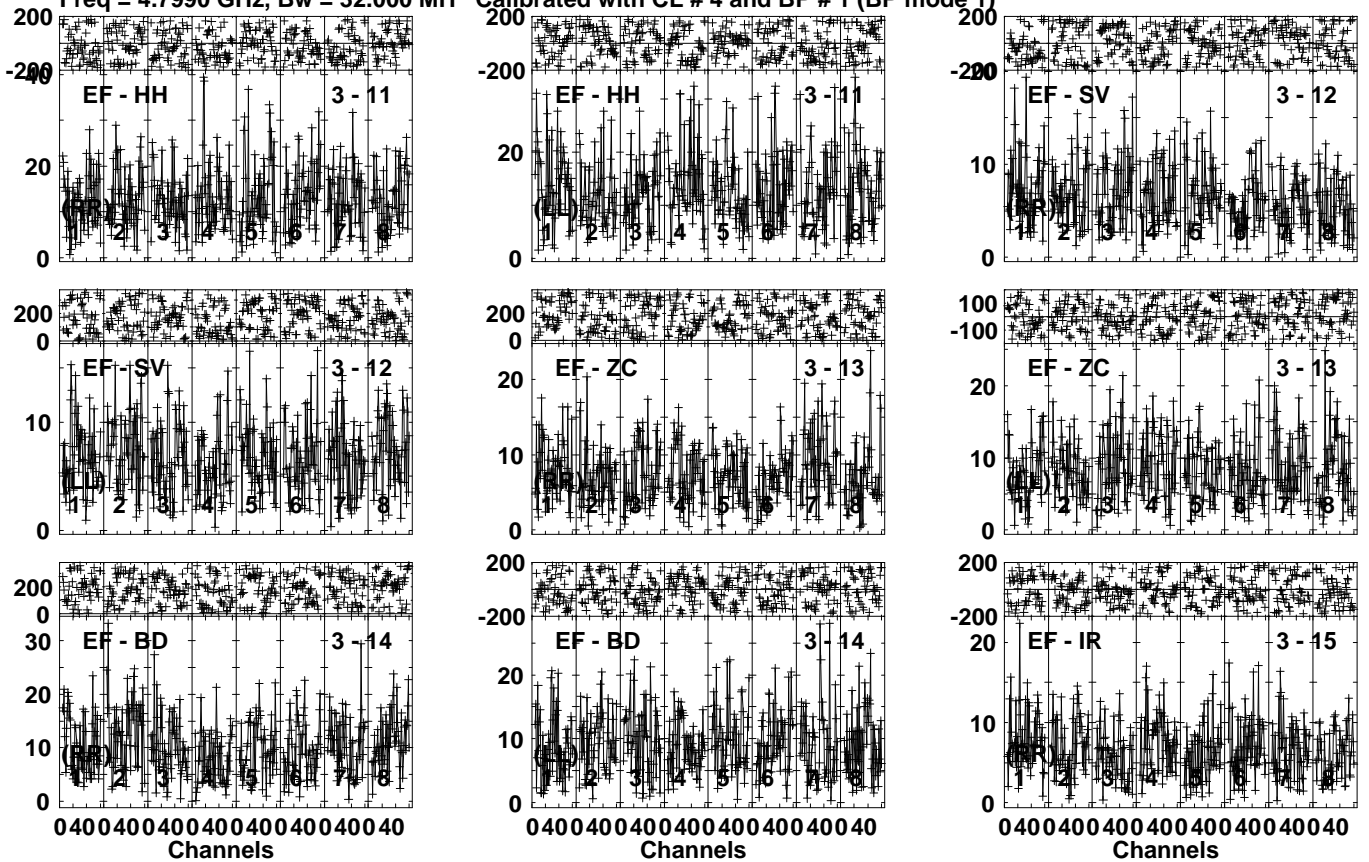 Freq = 4.7990 GHz, Bw = 32.000 MH Calibrated with CL # 4 and BP # 1 (BP mode 1)
200 200 200
-200 -200 -200
40 EF - HH 3 - 11 EF - HH 3 - 11 20 EF - SV 3 - 12
20 20 10
(RR) (LL) (RR)
1 2 3 4 5 6 7 8 1 2 3 4 5 6 7 8 1 2 3 4 5 6 7 8
0 0 0
200 200 100
0 0 -100
EF - SV 3 - 12 EF - ZC 3 - 13 EF - ZC 3 - 13
20 20
10 10 10
(LL) (RR) (LL)
1 2 3 4 5 6 7 8 1 2 3 4 5 6 7 8 1 2 3 4 5 6 7 8
0 0 0
200 200 200
0 -200 -200
30 EF - BD 3 - 14 EF - BD 3 - 14 20 EF - IR 3 - 15
20 20
10 10 10
(RR) (LL) (RR)
1 2 3 4 5 6 7 8 1 2 3 4 5 6 7 8 1 2 3 4 5 6 7 8
0 0 0
0 40 0 40 0 40 0 40 0 40 0 40 0 40 0 40 0 40 0 40 0 40 0 40 0 40 0 40 0 40 0 40 0 40 0 40 0 40 0 40 0 40 0 40 0 40 0 40
Channels Channels Channels